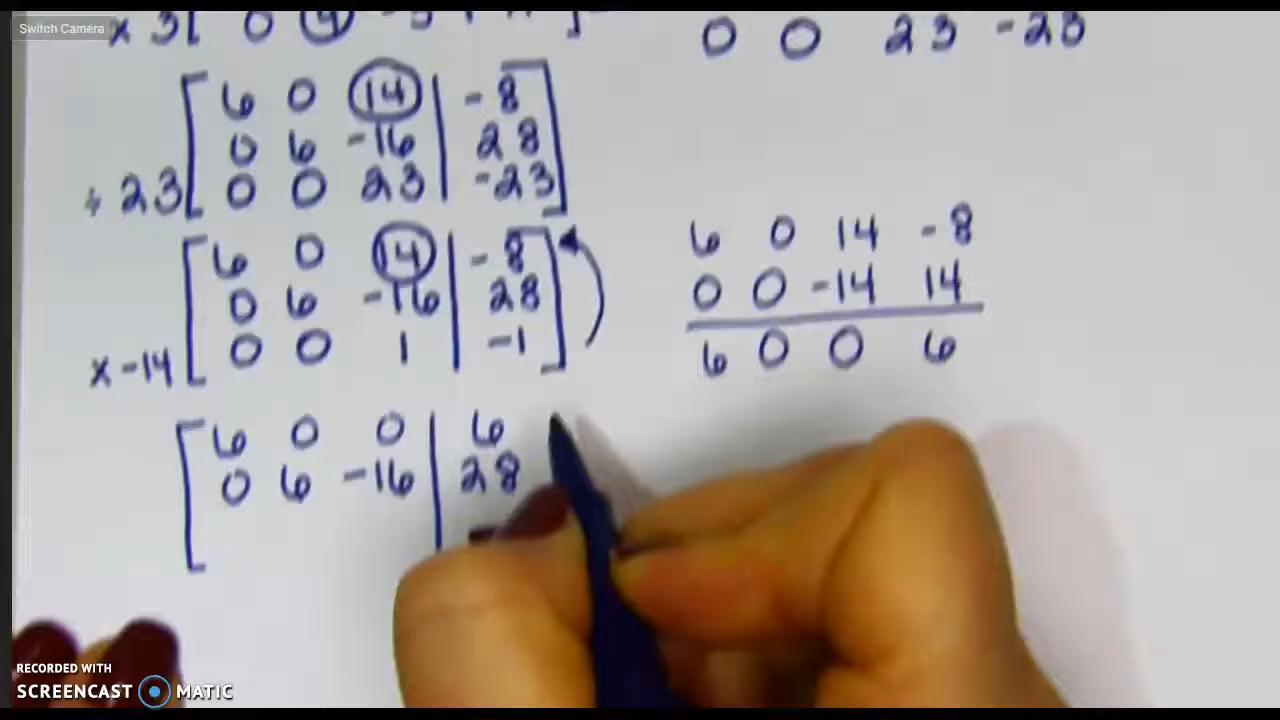 Switch Camera
x 3 [ 0
0 0 23 -23
6 0 14 | -8
0 6 -16 | 28
÷ 23 [ 0 0 23 | -23 ]
6 0 14 | -8
0 6 -16 | 28
x -14 [ 0 0 1 | -1 ]
6 0 14 -8
0 0 -14 14
6 0 0 6
6 0 0 | 6
0 6 -16 | 28
RECORDED WITH
SCREENCAST MATIC